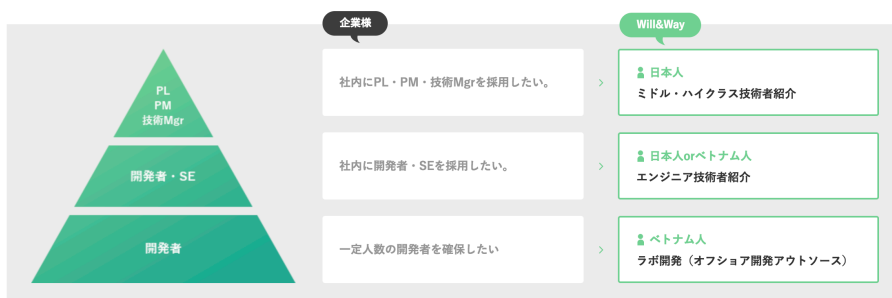 企業様
Will&Way
PL
PM
技術Mgr
社内にPL・PM・技術Mgrを採用したい。
日本人
ミドル・ハイクラス技術者紹介
開発者・SE
社内に開発者・SEを採用したい。
日本人orベトナム人
エンジニア技術者紹介
開発者
一定人数の開発者を確保したい
ベトナム人
ラボ開発（オフショア開発アウトソース）